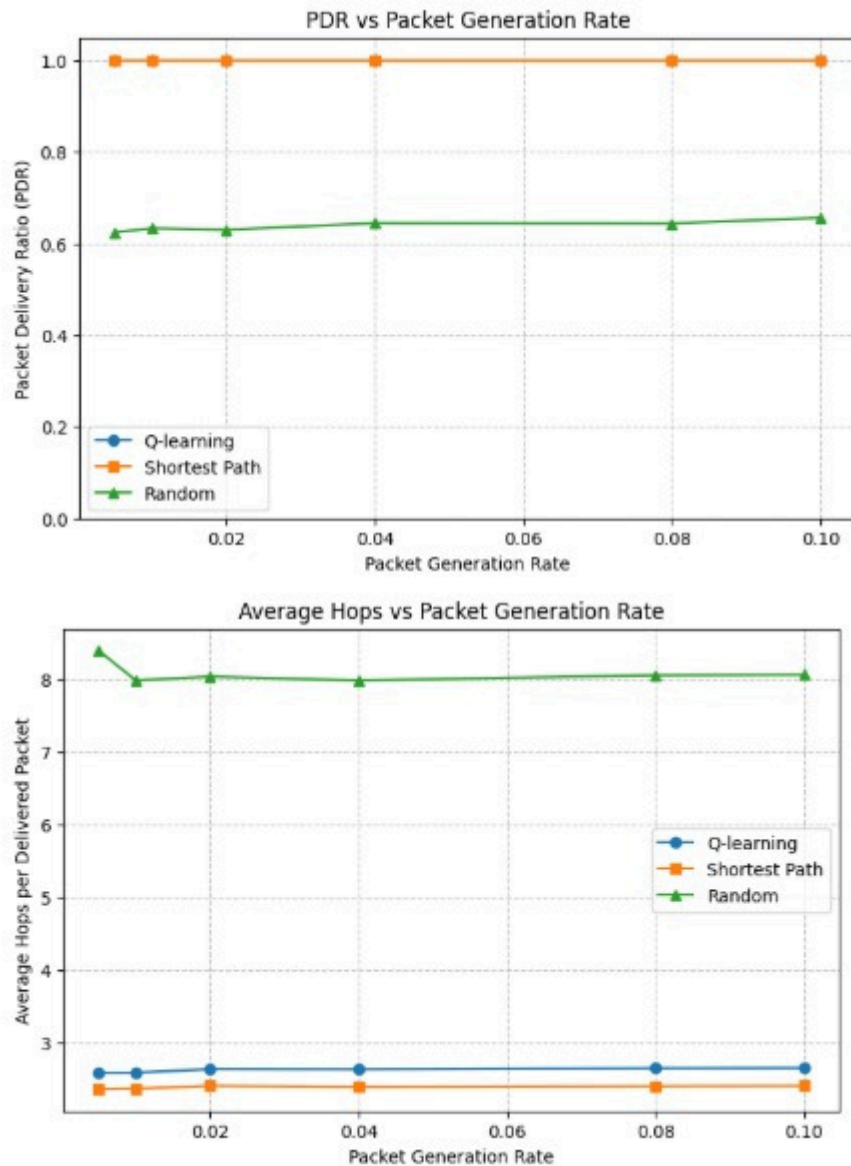 PDR vs Packet Generation Rate
1.0
0.8
0.6
0.4
0.2
0.0
Packet Delivery Ratio (PDR)
Q-learning
Shortest Path
Random
0.02 0.04 0.06 0.08 0.10
Packet Generation Rate
Average Hops vs Packet Generation Rate
8
7
6
5
4
3
Average Hops per Delivered Packet
Q-learning
Shortest Path
Random
0.02 0.04 0.06 0.08 0.10
Packet Generation Rate